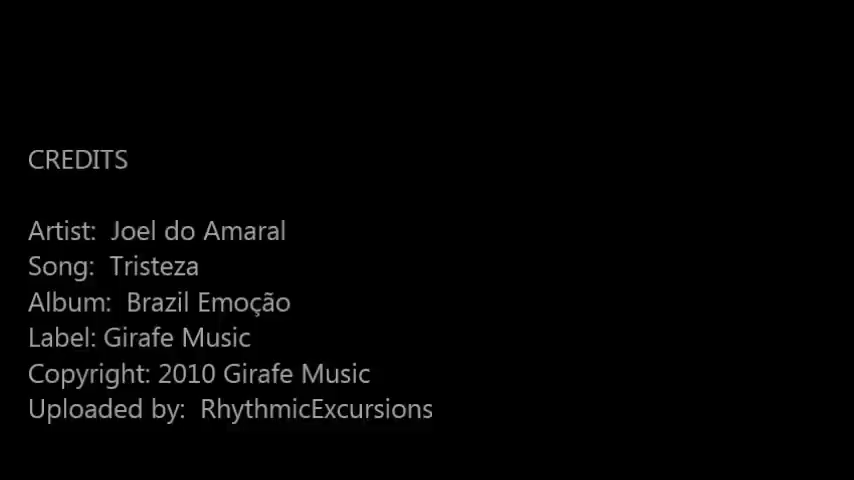 CREDITS
Artist:  Joel do Amaral
Song:  Tristeza
Album:  Brazil Emoção
Label: Girafe Music
Copyright: 2010 Girafe Music
Uploaded by:  RhythmicExcursions